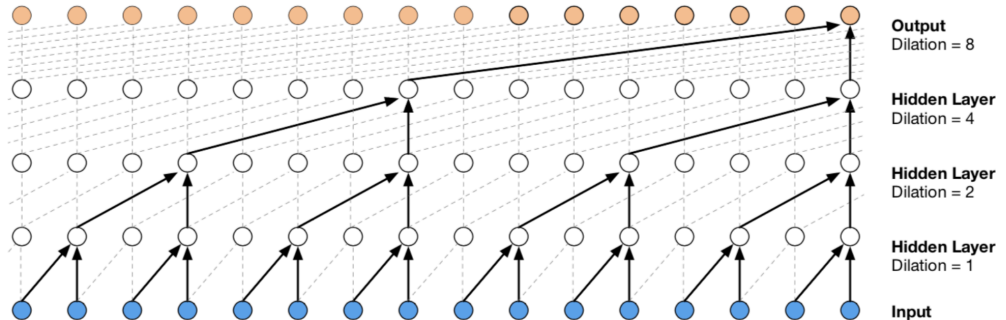 Output
Dilation = 8
Hidden Layer
Dilation = 4
Hidden Layer
Dilation = 2
Hidden Layer
Dilation = 1
Input